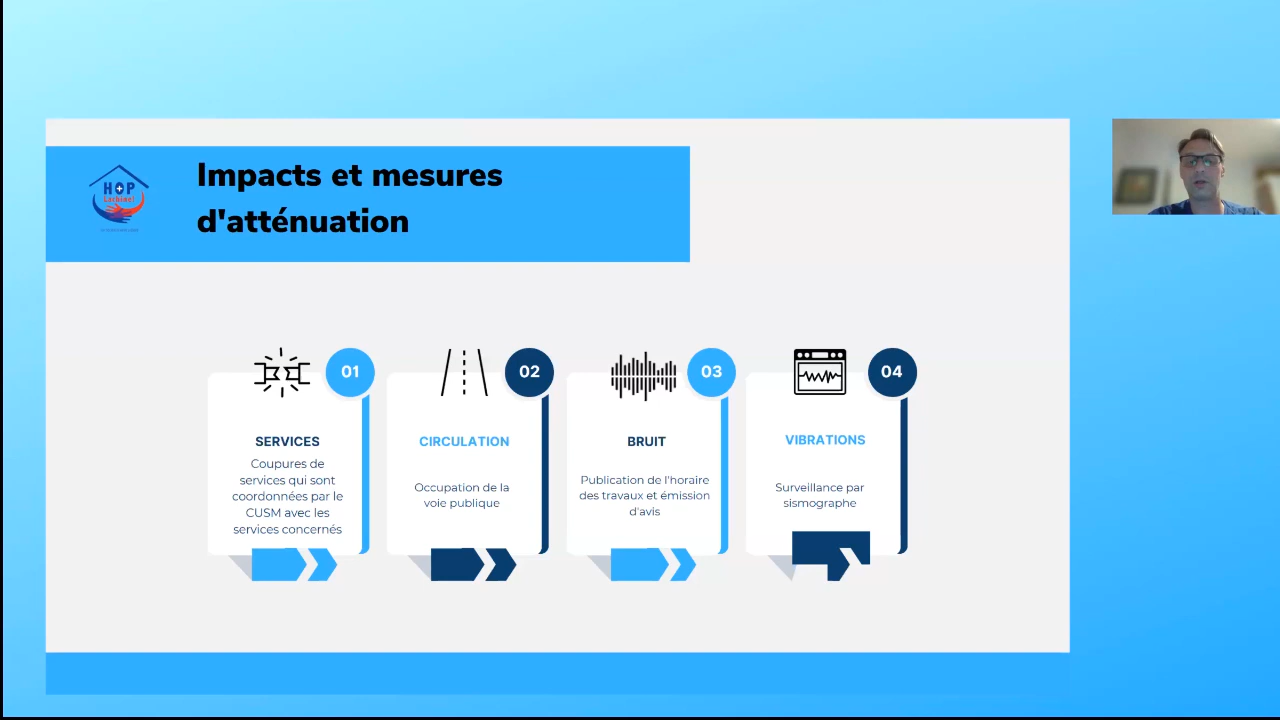 Impacts et mesures
d'atténuation
HOP
Lachine!
01
02
03
04
SERVICES
Coupures de
services qui sont
coordonnées par le
CUSM avec les
services concernés
CIRCULATION
Occupation de la
voie publique
BRUIT
Publication de l'horaire
des travaux et émission
d'avis
VIBRATIONS
Surveillance par
sismographe